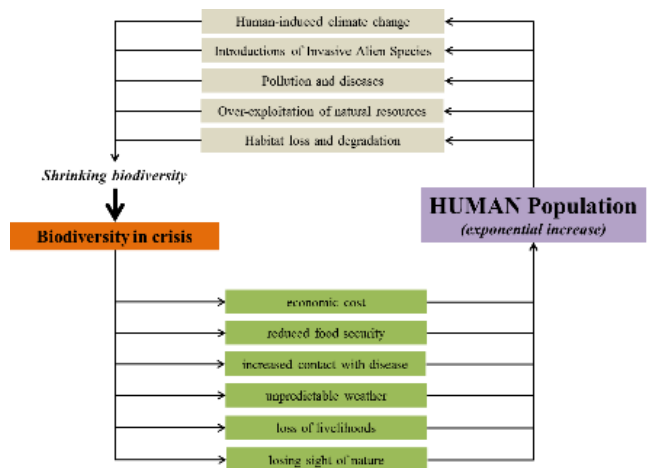 Human-induced climate change
Introductions of Invasive Alien Species
Pollution and diseases
Over-exploitation of natural resources
Habitat loss and degradation
Shrinking biodiversity
Biodiversity in crisis
HUMAN Population
(exponential increase)
economic cost
reduced food security
increased contact with disease
unpredictable weather
loss of livelihoods
losing sight of nature